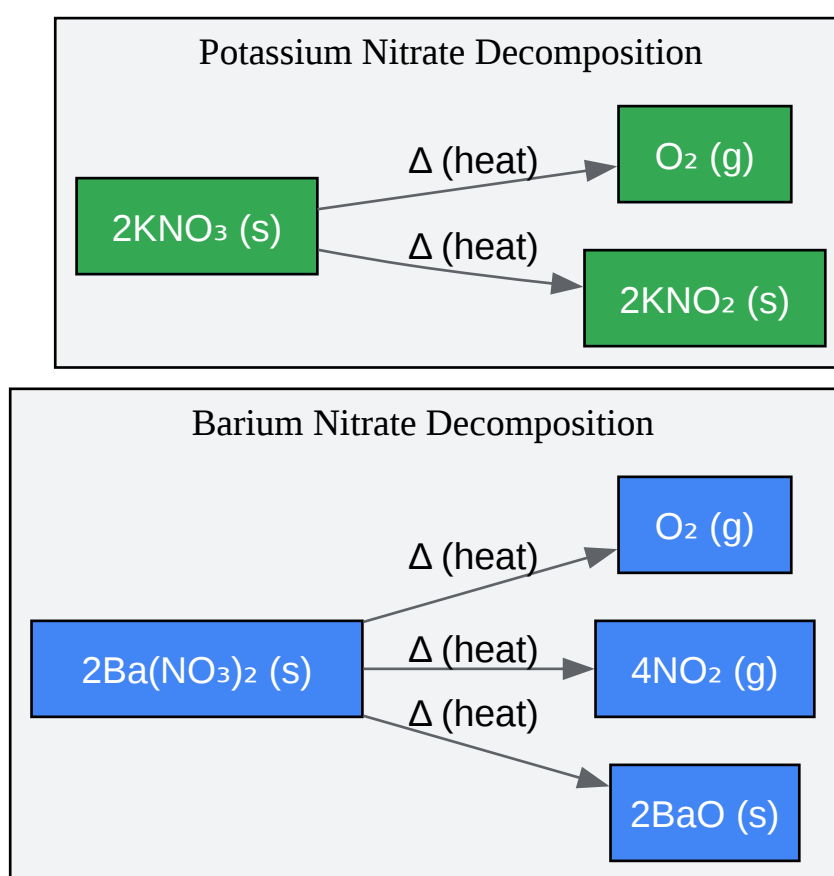 Potassium Nitrate Decomposition
O₂ (g)
Δ (heat)
2KNO₃ (s)
Δ (heat)
2KNO₂ (s)
Barium Nitrate Decomposition
O₂ (g)
Δ (heat)
2Ba(NO₃)₂ (s)
Δ (heat)
4NO₂ (g)
Δ (heat)
2BaO (s)